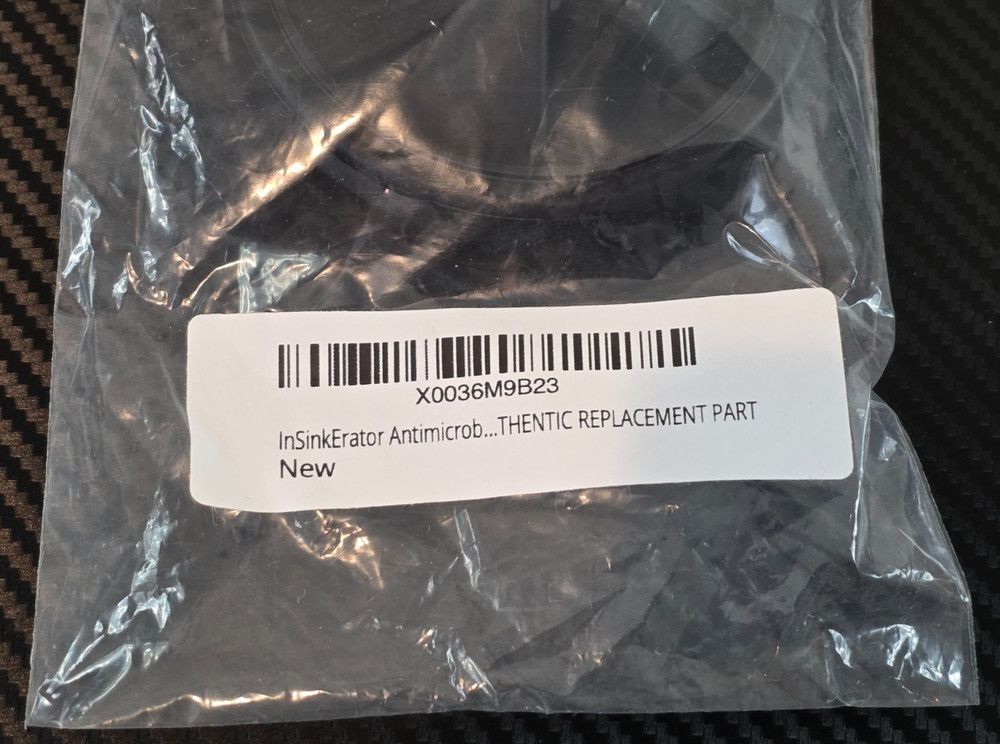 X0036M9B23
InSinkErator Antimicrob...THENTIC REPLACEMENT PART
New